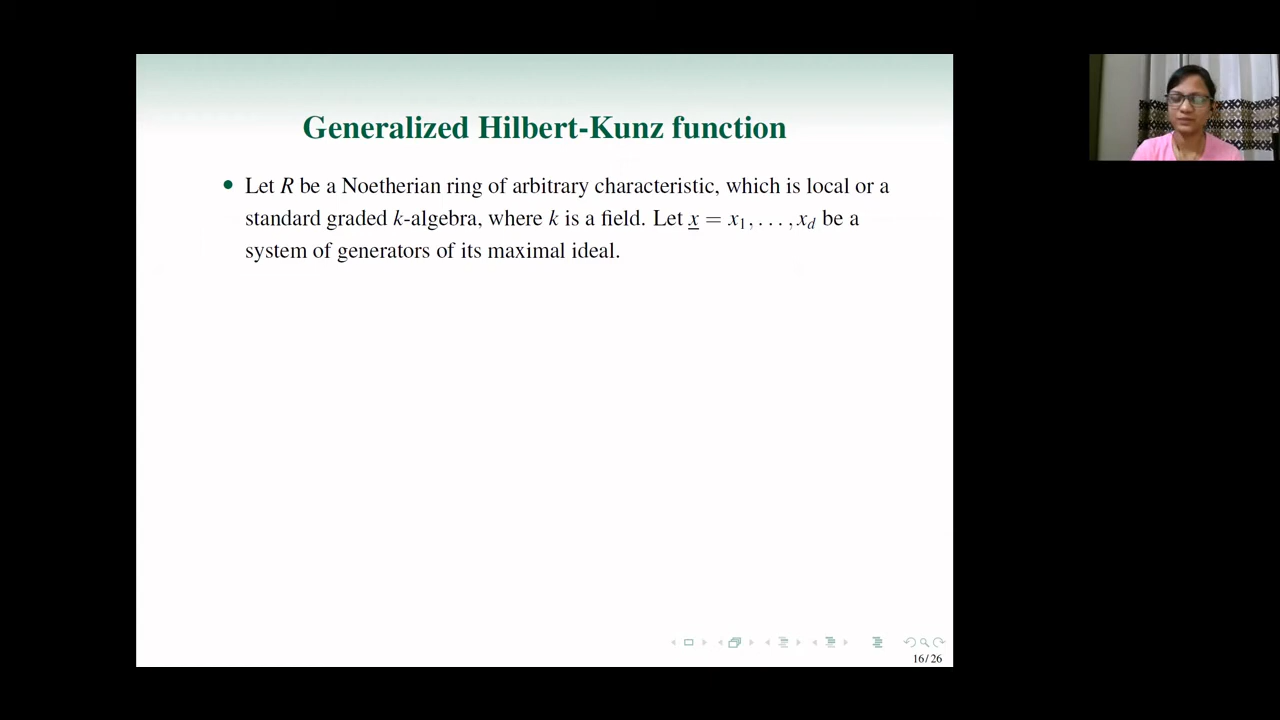 Generalized Hilbert-Kunz function
• Let R be a Noetherian ring of arbitrary characteristic, which is local or a
standard graded k-algebra, where k is a field. Let x = x₁, . . . , x_d be a
system of generators of its maximal ideal.
16/26